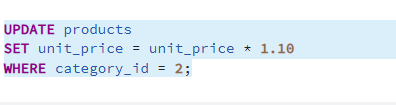 UPDATE products
SET unit_price = unit_price * 1.10
WHERE category_id = 2;